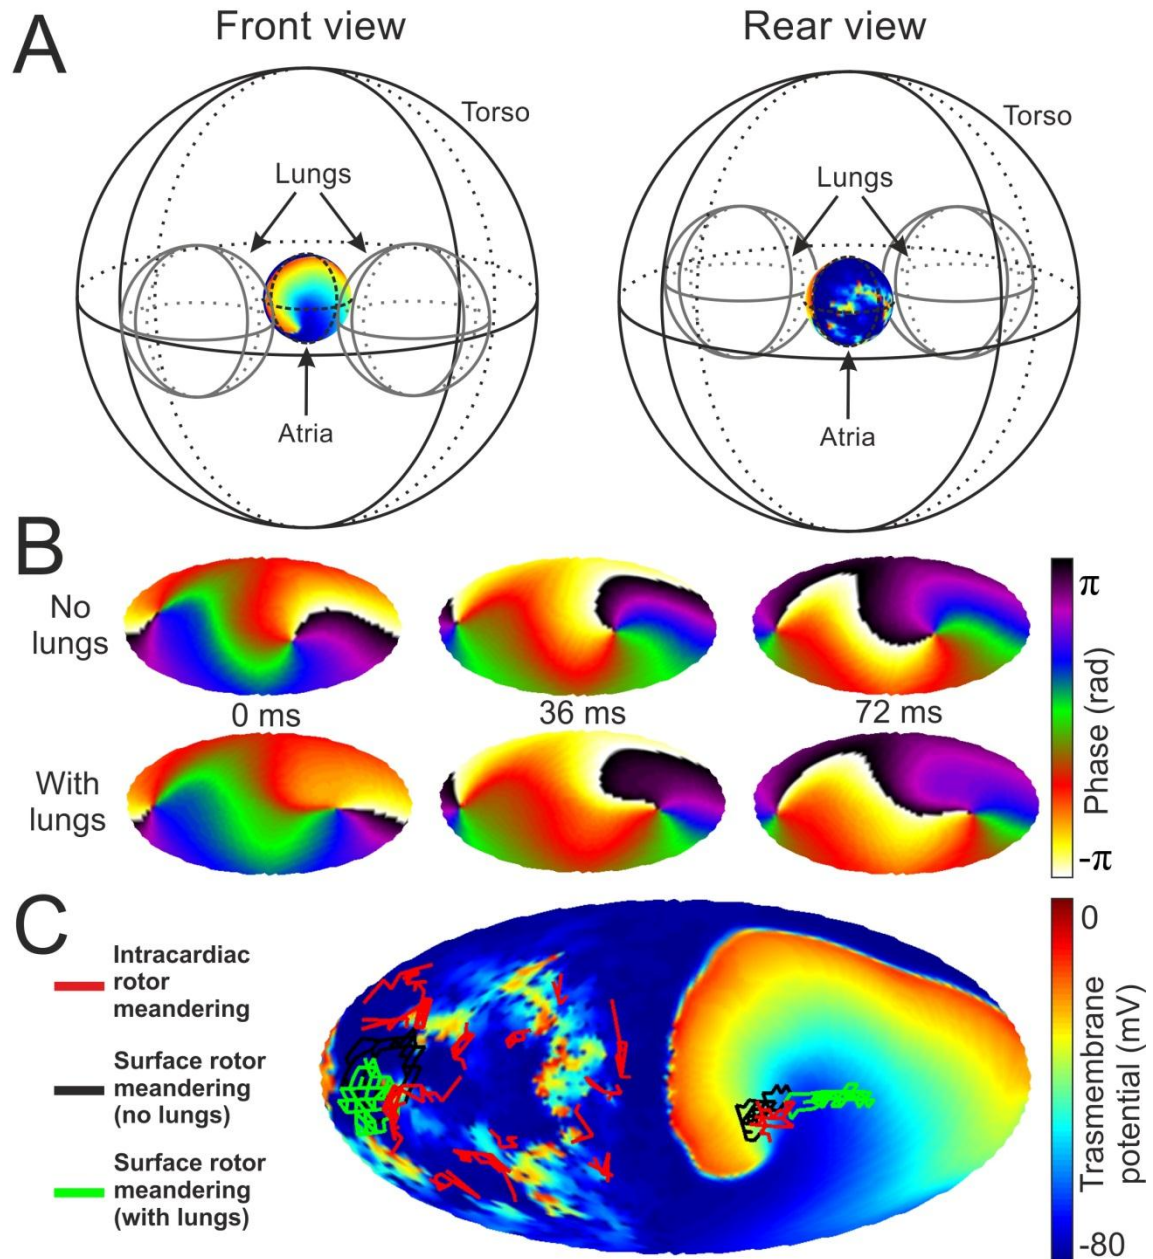 A
Front view
Rear view
Torso
Lungs
Atria
Torso
Lungs
Atria
B
No
lungs
0 ms
36 ms
72 ms
With
lungs
π
Phase (rad)
-π
C
Intracardiac
rotor
meandering
Surface rotor
meandering
(no lungs)
Surface rotor
meandering
(with lungs)
0
Trasmembrane
potential (mV)
-80